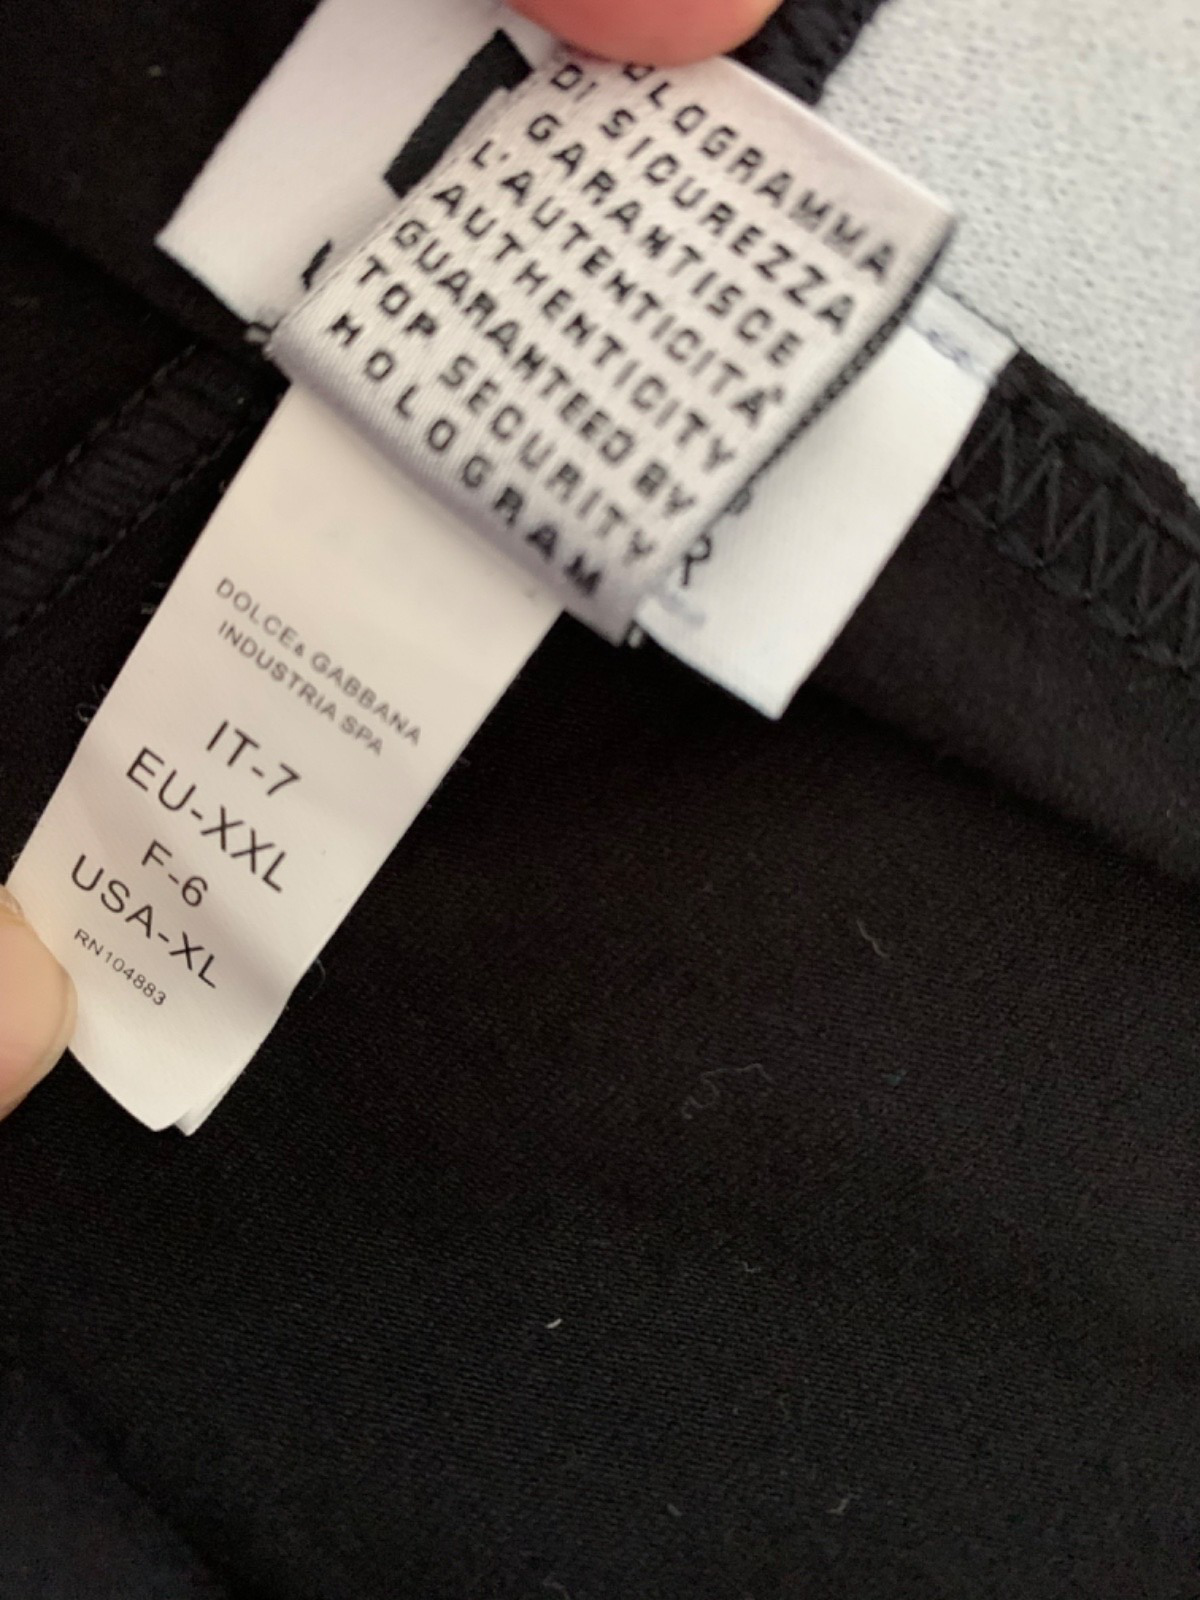 OLOGRAMMA
DI SICUREZZA
GARANTISCE
L'AUTENTICITA'
AUTHENTICITY
GUARANTEED BY
TOP SECURITY
HOLOGRAM
R
DOLCE & GABBANA
INDUSTRIA SPA
IT-7
EU-XXL
F-6
USA-XL
RN104883